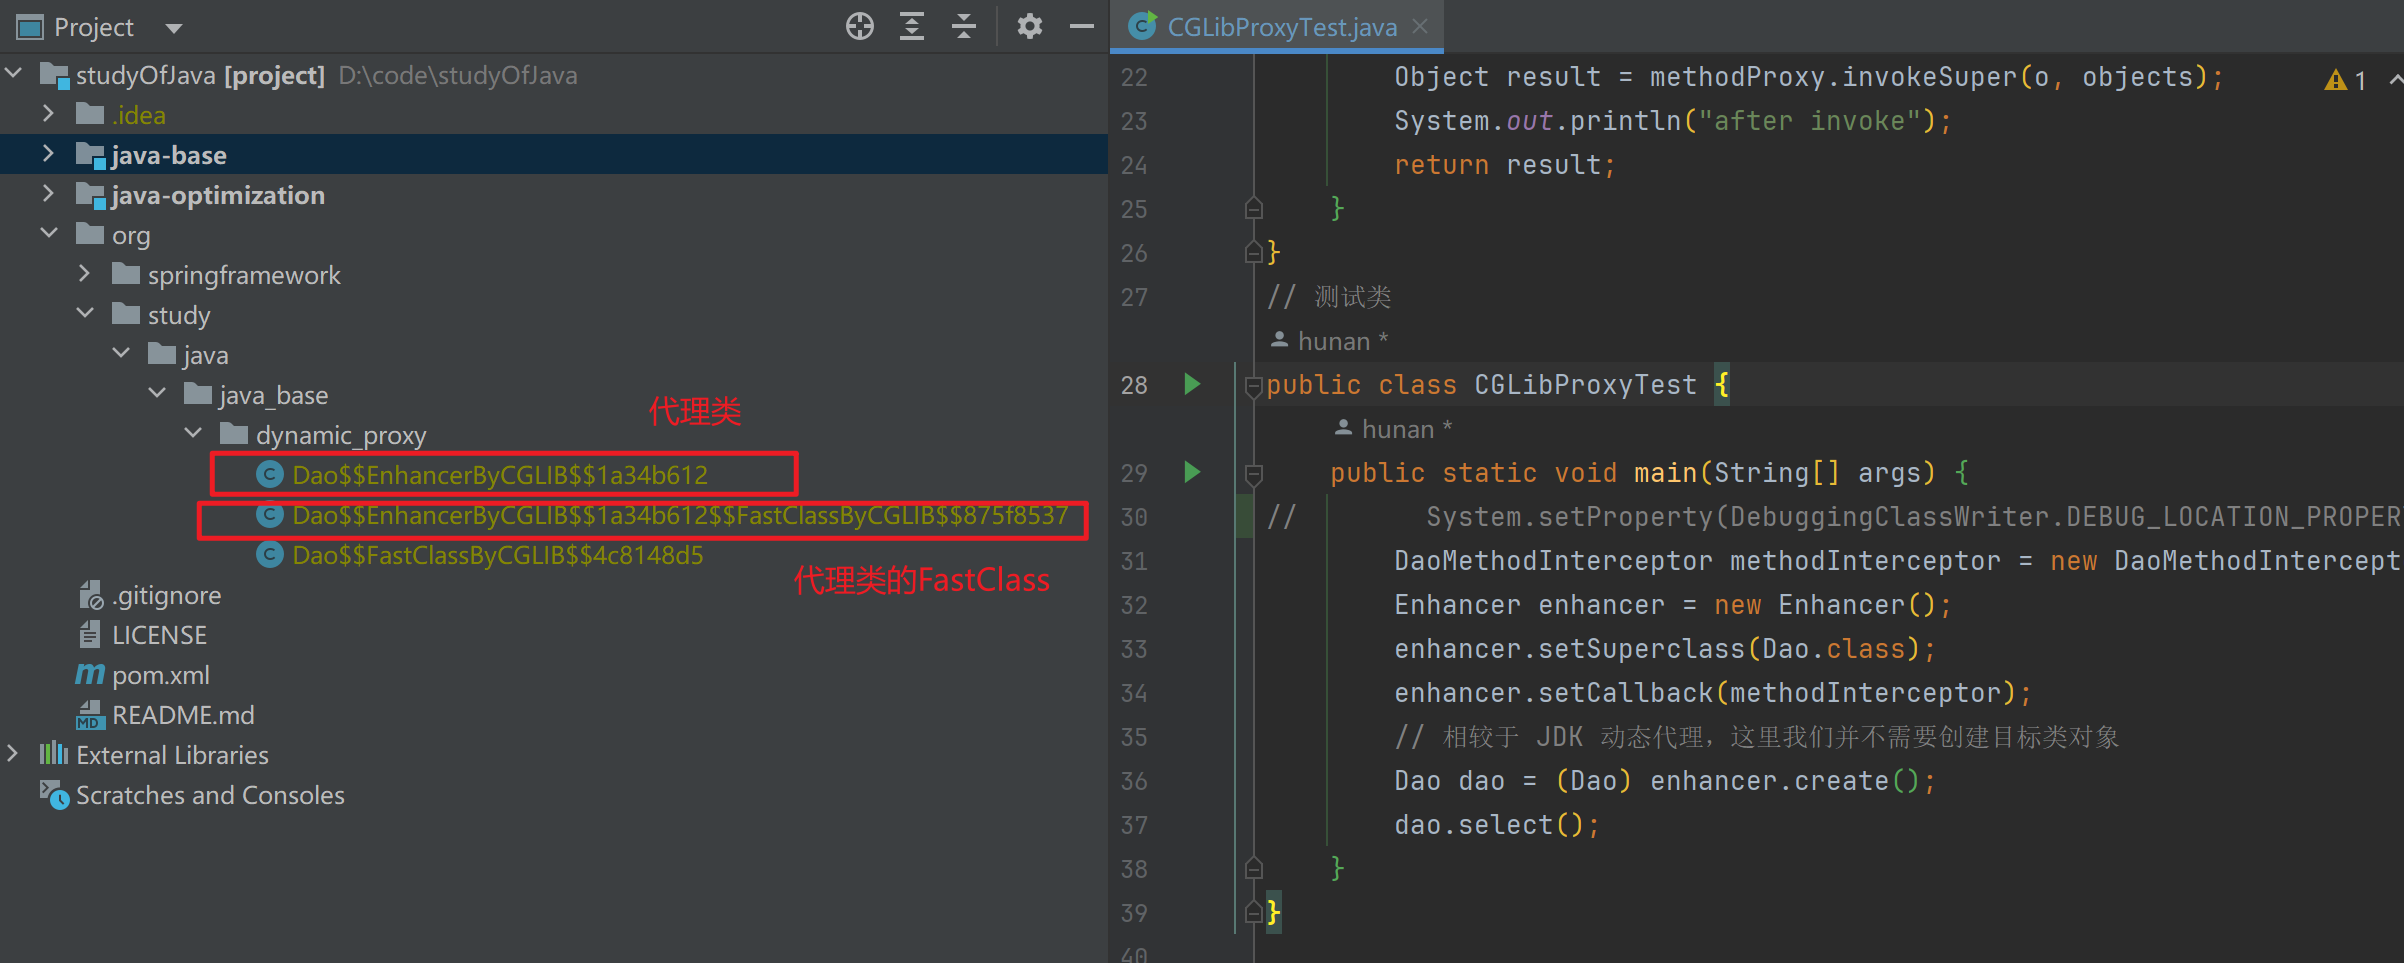 Project
studyOfJava [project] D:\code\studyOfJava
.idea
java-base
java-optimization
org
springframework
study
java
java_base
代理类
dynamic_proxy
Dao$$EnhancerByCGLIB$$1a34b612
Dao$$EnhancerByCGLIB$$1a34b612$$FastClassByCGLIB$$875f8537
Dao$$FastClassByCGLIB$$4c8148d5
代理类的FastClass
.gitignore
LICENSE
pom.xml
README.md
External Libraries
Scratches and Consoles
CGLibProxyTest.java
22 Object result = methodProxy.invokeSuper(o, objects);
1
23 System.out.println("after invoke");
24 return result;
25 }
26 }
27 // 测试类
hunan *
28 public class CGLibProxyTest {
hunan *
29 public static void main(String[] args) {
30 // System.setProperty(DebuggingClassWriter.DEBUG_LOCATION_PROPER
31 DaoMethodInterceptor methodInterceptor = new DaoMethodIntercept
32 Enhancer enhancer = new Enhancer();
33 enhancer.setSuperclass(Dao.class);
34 enhancer.setCallback(methodInterceptor);
35 // 相较于 JDK 动态代理，这里我们并不需要创建目标类对象
36 Dao dao = (Dao) enhancer.create();
37 dao.select();
38 }
39 }
40